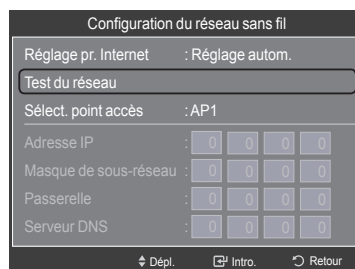 Configuration du réseau sans fil
Réglage pr. Internet : Réglage autom.
Test du réseau
Sélect. point accès : AP1
Adresse IP : 0 0 0 0
Masque de sous-réseau : 0 0 0 0
Passerelle : 0 0 0 0
Serveur DNS : 0 0 0 0
Dépl. Intro. Retour